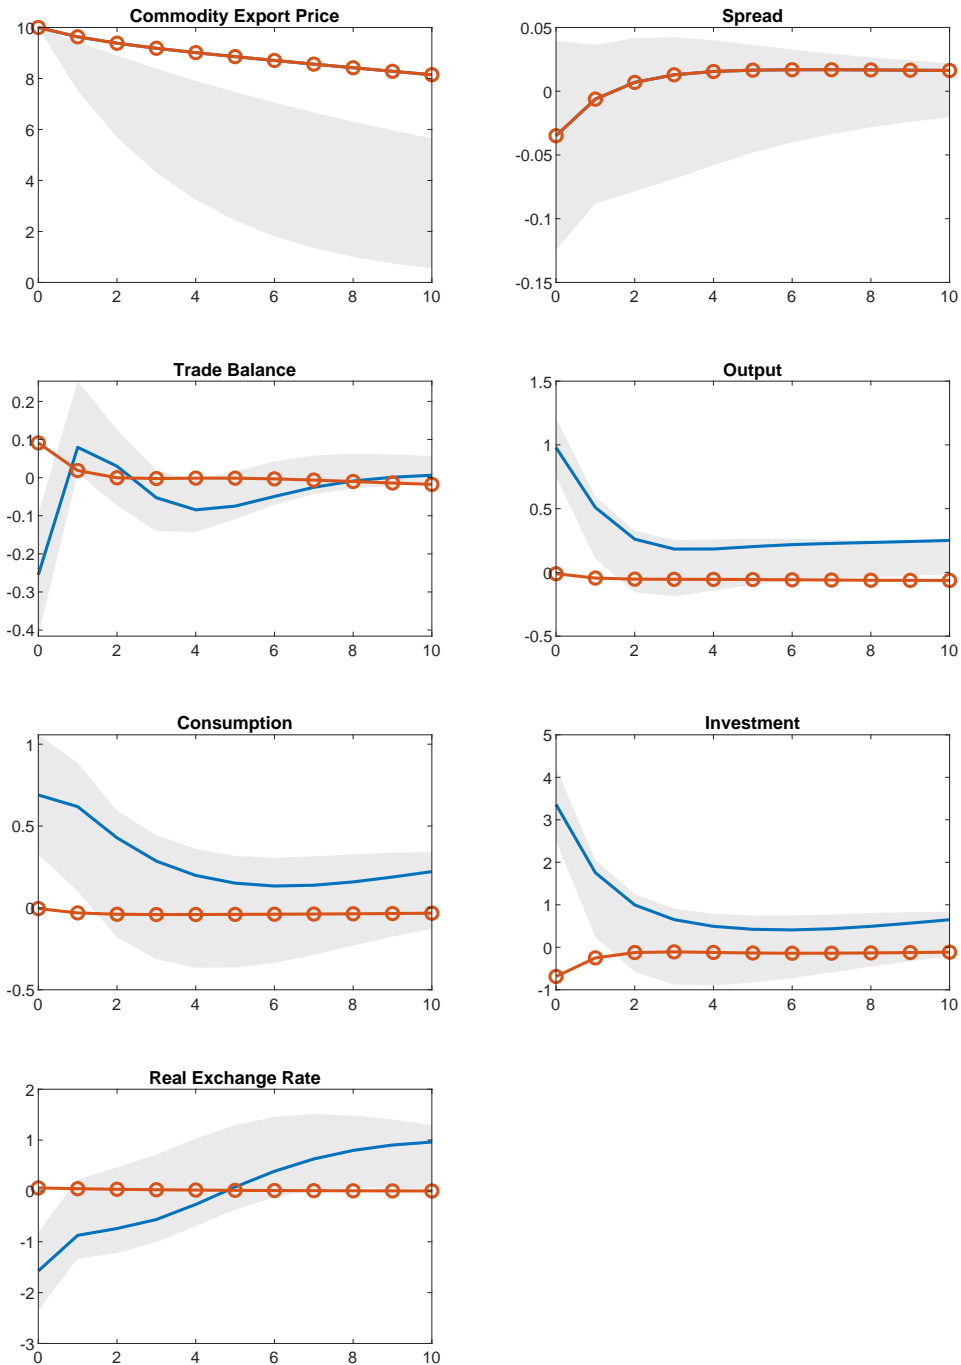 Commodity Export Price
10
8
6
4
2
0
0 2 4 6 8 10
Spread
0.05
0
-0.05
-0.1
-0.15
0 2 4 6 8 10
Trade Balance
0.2
0.1
0
-0.1
-0.2
-0.3
-0.4
0 2 4 6 8 10
Output
1.5
1
0.5
0
-0.5
0 2 4 6 8 10
Consumption
1
0.5
0
-0.5
0 2 4 6 8 10
Investment
5
4
3
2
1
0
-1
0 2 4 6 8 10
Real Exchange Rate
2
1
0
-1
-2
-3
0 2 4 6 8 10